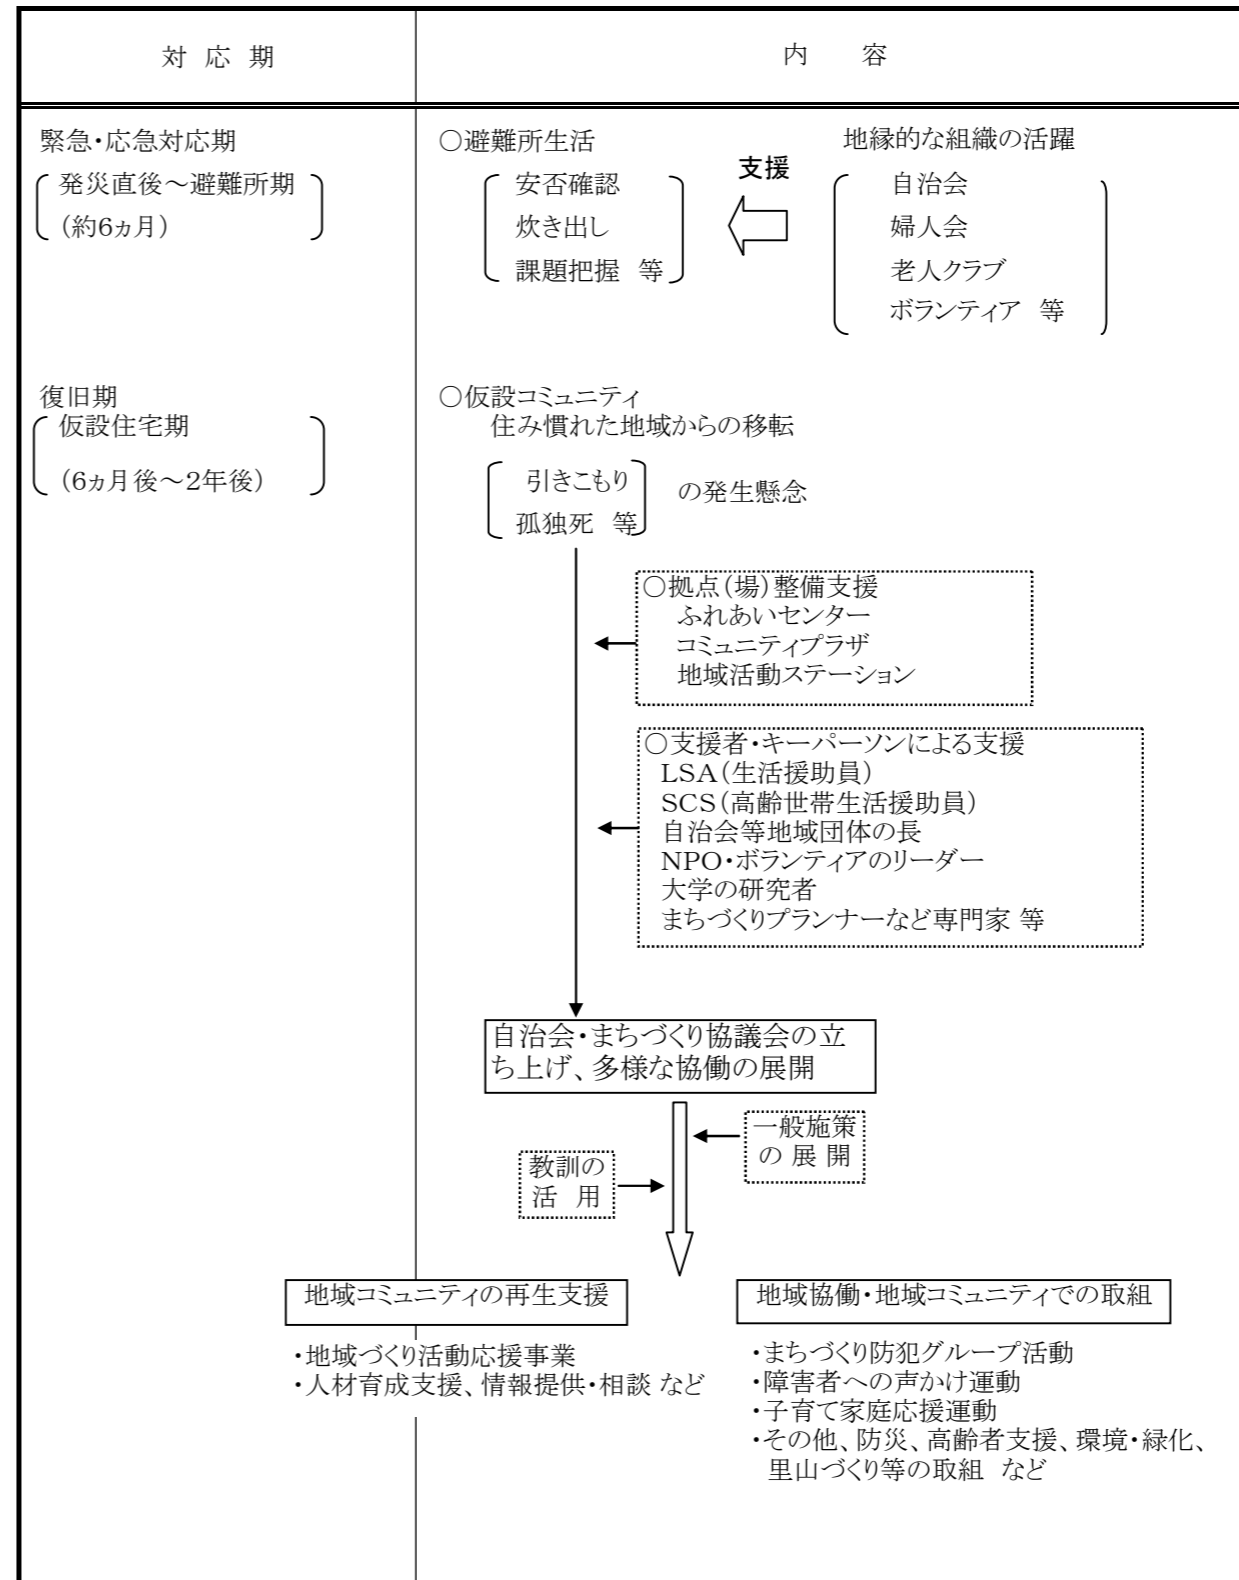 対 応 期
内 容
緊急・応急対応期
発災直後～避難所期
(約6ヵ月)
○避難所生活
安否確認
炊き出し
課題把握 等
支援
地縁的な組織の活躍
自治会
婦人会
老人クラブ
ボランティア 等
復旧期
仮設住宅期
(6ヵ月後～2年後)
○仮設コミュニティ
住み慣れた地域からの移転
引きこもり
孤独死 等
の発生懸念
○拠点(場)整備支援
ふれあいセンター
コミュニティプラザ
地域活動ステーション
○支援者・キーパーソンによる支援
LSA(生活援助員)
SCS(高齢世帯生活援助員)
自治会等地域団体の長
NPO・ボランティアのリーダー
大学の研究者
まちづくりプランナーなど専門家 等
自治会・まちづくり協議会の立
ち上げ、多様な協働の展開
一般施策
の 展 開
教訓の
活 用
地域コミュニティの再生支援
・地域づくり活動応援事業
・人材育成支援、情報提供・相談 など
地域協働・地域コミュニティでの取組
・まちづくり防犯グループ活動
・障害者への声かけ運動
・子育て家庭応援運動
・その他、防災、高齢者支援、環境・緑化、
里山づくり等の取組 など